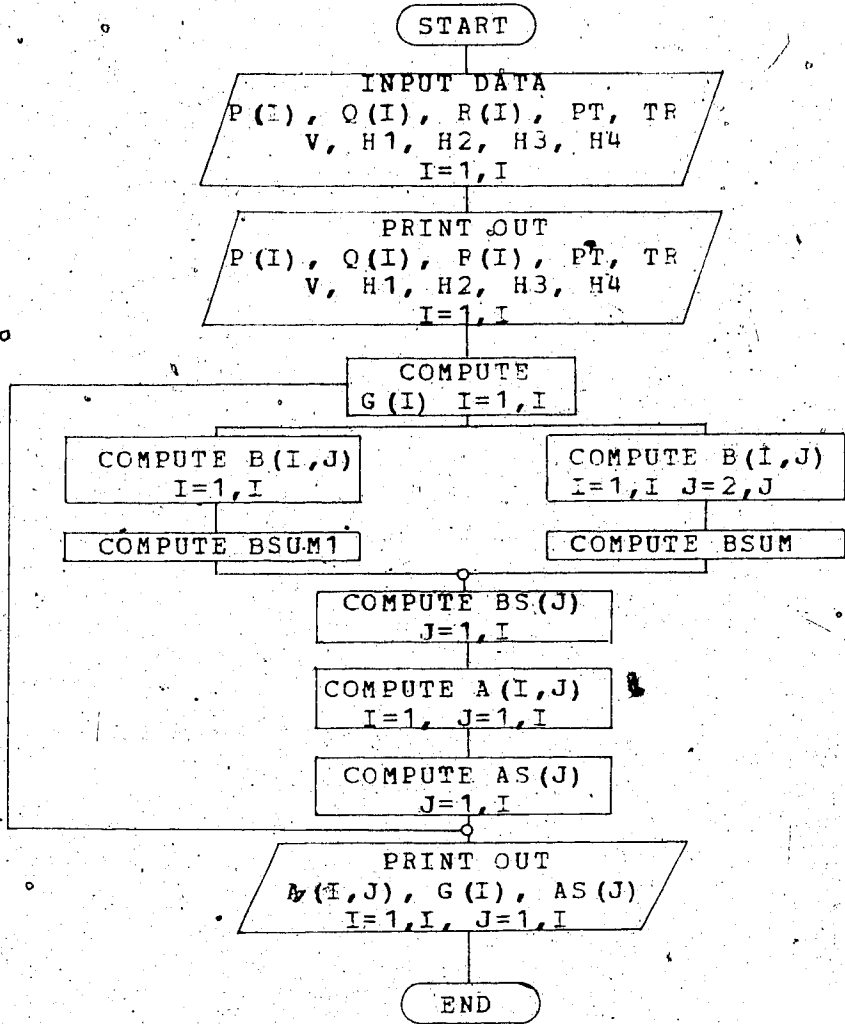 START
INPUT DATA
P(I), Q(I), R(I), PT, TR
V, H1, H2, H3, H4
I=1,I
PRINT OUT
P(I), Q(I), R(I), PT, TR
V, H1, H2, H3, H4
I=1,I
COMPUTE
G(I) I=1,I
COMPUTE B(I,J)
I=1,I
COMPUTE B(I,J)
I=1,I J=2,J
COMPUTE BSUM1
COMPUTE BSUM
COMPUTE BS(J)
J=1,I
COMPUTE A(I,J)
I=1, J=1,I
COMPUTE AS(J)
J=1,I
PRINT OUT
A(I,J), G(I), AS(J)
I=1,I, J=1,I
END